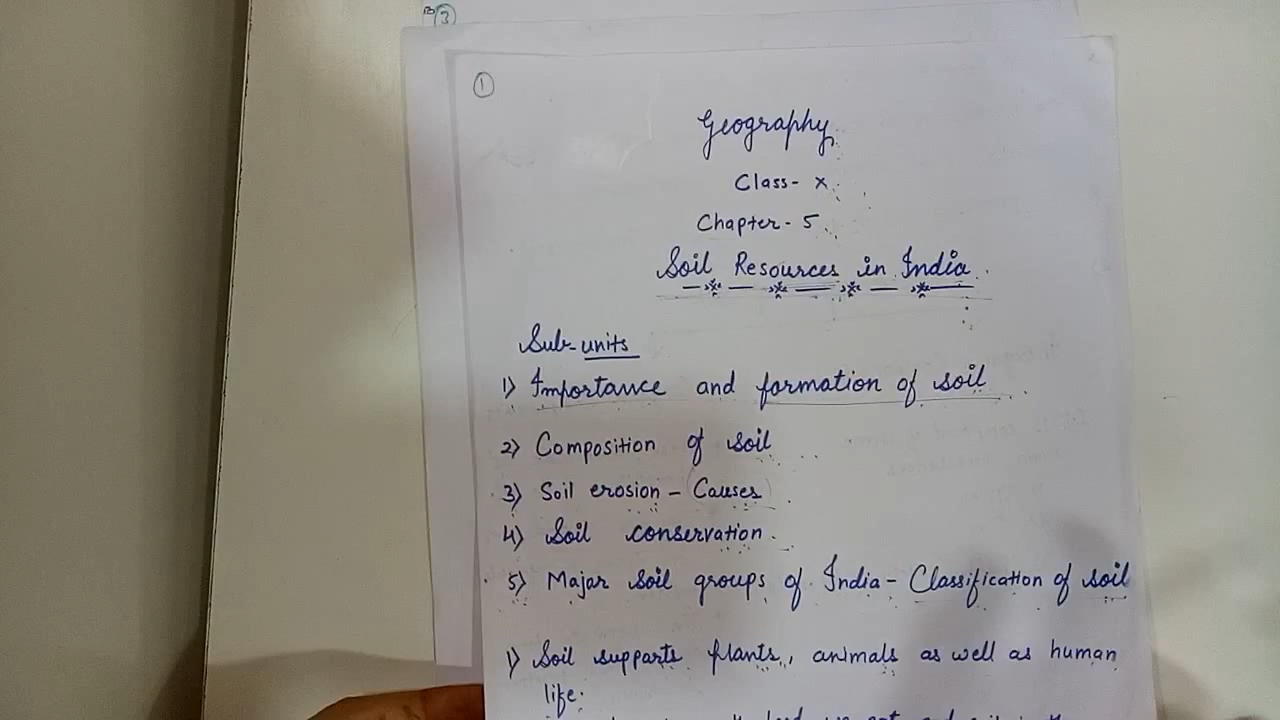 3
1
Geography
Class- X
Chapter- 5
Soil Resources in India
Sub-units
1) Importance and formation of soil
2) Composition of soil
3) Soil erosion - Causes
4) Soil conservation
5) Majar soil groups of India - Classification of soil
1) Soil supports plants, animals as well as human
life.